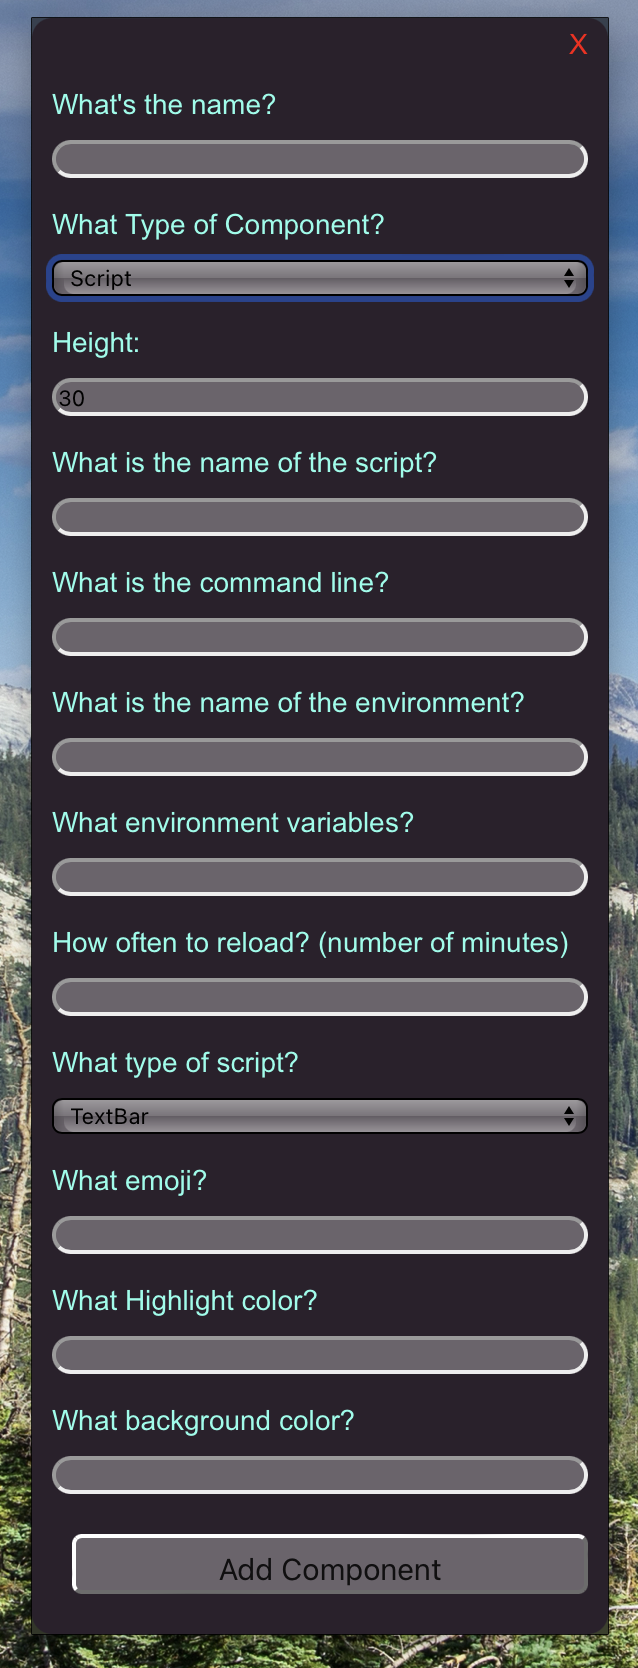 X
What's the name?
What Type of Component?
Script
Height:
30
What is the name of the script?
What is the command line?
What is the name of the environment?
What environment variables?
How often to reload? (number of minutes)
What type of script?
TextBar
What emoji?
What Highlight color?
What background color?
Add Component